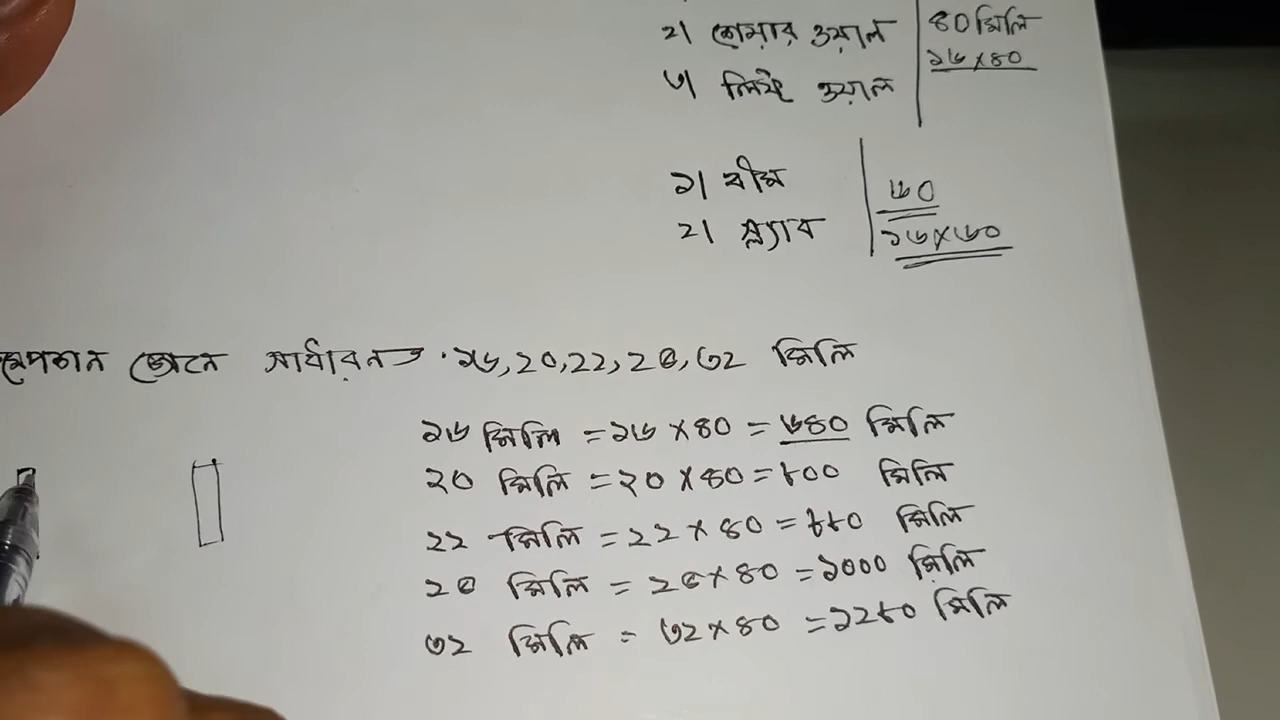 ২। শেয়ার ওয়াল
৪০ মিলি
১৬×৪০
৩। লিফট ওয়াল
১। বীম
৬০
২। স্ল্যাব
১৬×৬০
সাধারনত ১৬, ২০, ২২, ২৫, ৩২ মিলি
১৬ মিলি = ১৬ × ৪০ = ৬৪০ মিলি
২০ মিলি = ২০ × ৪০ = ৮০০ মিলি
২২ মিলি = ২২ × ৪০ = ৮৮০ মিলি
২৫ মিলি = ২৫ × ৪০ = ১০০০ মিলি
৩২ মিলি = ৩২ × ৪০ = ১২৮০ মিলি